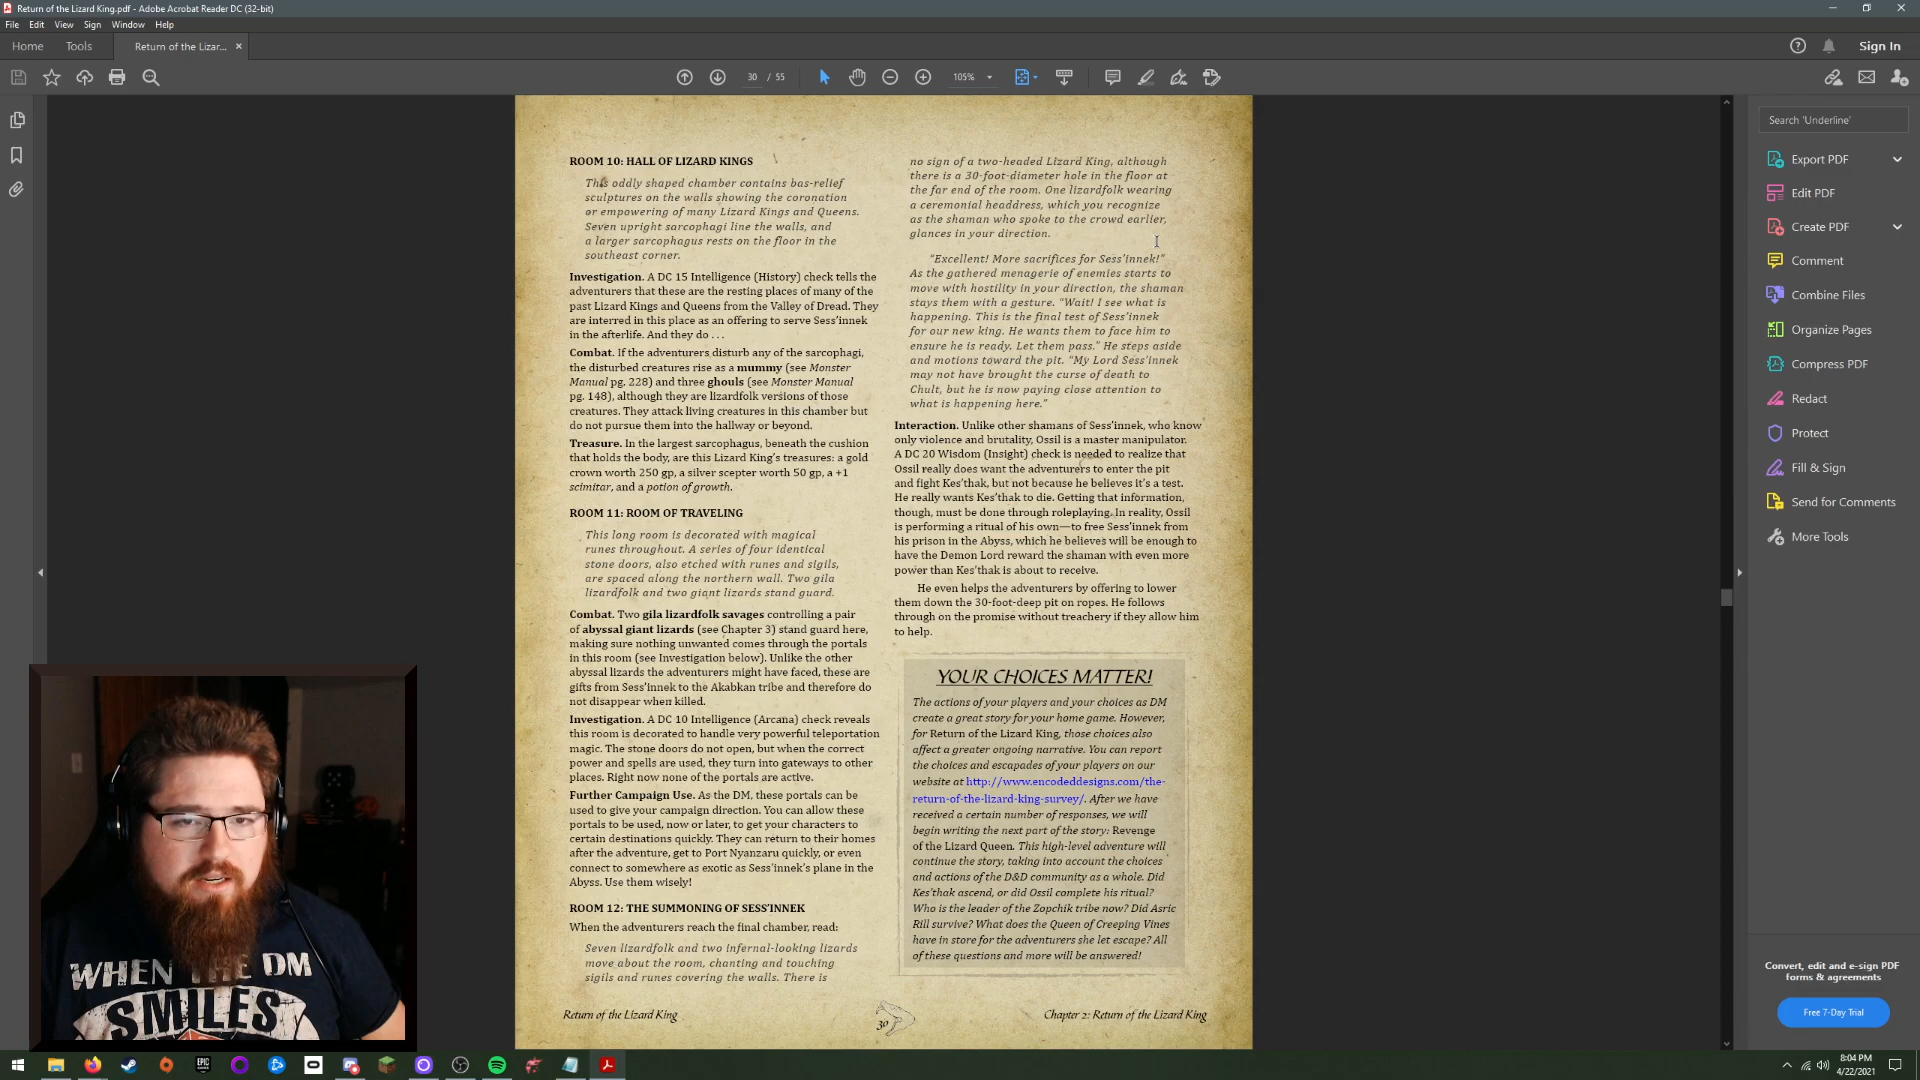 Return of the Lizard King.pdf - Adobe Acrobat Reader DC (32-bit)
File Edit View Sign Window Help
Home Tools Return of the Lizar... ×
Sign In
30 / 55
105%
Search 'Underline'
Export PDF
Edit PDF
Create PDF
Comment
Combine Files
Organize Pages
Compress PDF
Redact
Protect
Fill & Sign
Send for Comments
More Tools
Convert, edit and e-sign PDF
forms & agreements
Free 7-Day Trial
ROOM 10: HALL OF LIZARD KINGS
This oddly shaped chamber contains bas-relief
sculptures on the walls showing the coronation
or empowering of many Lizard Kings and Queens.
Seven upright sarcophagi line the walls, and
a larger sarcophagus rests on the floor in the
southeast corner.
Investigation. A DC 15 Intelligence (History) check tells the
adventurers that these are the resting places of many of the
past Lizard Kings and Queens from the Valley of Dread. They
are interred in this place as an offering to serve Sess'innek
in the afterlife. And they do . . .
Combat. If the adventurers disturb any of the sarcophagi,
the disturbed creatures rise as a mummy (see Monster
Manual pg. 228) and three ghouls (see Monster Manual
pg. 148), although they are lizardfolk versions of those
creatures. They attack living creatures in this chamber but
do not pursue them into the hallway or beyond.
Treasure. In the largest sarcophagus, beneath the cushion
that holds the body, are this Lizard King's treasures: a gold
crown worth 250 gp, a silver scepter worth 50 gp, a +1
scimitar, and a potion of growth.
ROOM 11: ROOM OF TRAVELING
This long room is decorated with magical
runes throughout. A series of four identical
stone doors, also etched with runes and sigils,
are spaced along the northern wall. Two gila
lizardfolk and two giant lizards stand guard.
Combat. Two gila lizardfolk savages controlling a pair
of abyssal giant lizards (see Chapter 3) stand guard here,
making sure nothing unwanted comes through the portals
in this room (see Investigation below). Unlike the other
abyssal lizards the adventurers might have faced, these are
gifts from Sess'innek to the Akabkan tribe and therefore do
not disappear when killed.
Investigation. A DC 10 Intelligence (Arcana) check reveals
this room is decorated to handle very powerful teleportation
magic. The stone doors do not open, but when the correct
power and spells are used, they turn into gateways to other
places. Right now none of the portals are active.
Further Campaign Use. As the DM, these portals can be
used to give your campaign direction. You can allow these
portals to be used, now or later, to get your characters to
certain destinations quickly. They can return to their homes
after the adventure, get to Port Nyanzaru quickly, or even
connect to somewhere as exotic as Sess'innek's plane in the
Abyss. Use them wisely!
ROOM 12: THE SUMMONING OF SESS'INNEK
When the adventurers reach the final chamber, read:
Seven lizardfolk and two infernal-looking lizards
move about the room, chanting and touching
sigils and runes covering the walls. There is
no sign of a two-headed Lizard King, although
there is a 30-foot-diameter hole in the floor at
the far end of the room. One lizardfolk wearing
a ceremonial headdress, which you recognize
as the shaman who spoke to the crowd earlier,
glances in your direction.
"Excellent! More sacrifices for Sess'innek!"
As the gathered menagerie of enemies starts to
move with hostility in your direction, the shaman
stays them with a gesture. "Wait! I see what is
happening. This is the final test of Sess'innek
for our new king. He wants them to face him to
ensure he is ready. Let them pass." He steps aside
and motions toward the pit. "My Lord Sess'innek
may not have brought the curse of death to
Chult, but he is now paying close attention to
what is happening here."
Interaction. Unlike other shamans of Sess'innek, who know
only violence and brutality, Ossil is a master manipulator.
A DC 20 Wisdom (Insight) check is needed to realize that
Ossil really does want the adventurers to enter the pit
and fight Kes'thak, but not because he believes it's a test.
He really wants Kes'thak to die. Getting that information,
though, must be done through roleplaying. In reality, Ossil
is performing a ritual of his own—to free Sess'innek from
his prison in the Abyss, which he believes will be enough to
have the Demon Lord reward the shaman with even more
power than Kes'thak is about to receive.
He even helps the adventurers by offering to lower
them down the 30-foot-deep pit on ropes. He follows
through on the promise without treachery if they allow him
to help.
YOUR CHOICES MATTER!
The actions of your players and your choices as DM
create a great story for your home game. However,
for Return of the Lizard King, those choices also
affect a greater ongoing narrative. You can report
the choices and escapades of your players on our
website at http://www.encodeddesigns.com/the-
return-of-the-lizard-king-survey/. After we have
received a certain number of responses, we will
begin writing the next part of the story: Revenge
of the Lizard Queen. This high-level adventure will
continue the story, taking into account the choices
and actions of the D&D community as a whole. Did
Kes'thak ascend, or did Ossil complete his ritual?
Who is the leader of the Zopchik tribe now? Did Asric
Rill survive? What does the Queen of Creeping Vines
have in store for the adventurers she let escape? All
of these questions and more will be answered!
Return of the Lizard King
30
Chapter 2: Return of the Lizard King
WHEN THE DM
SMILES
EPIC
8:04 PM
4/22/2021